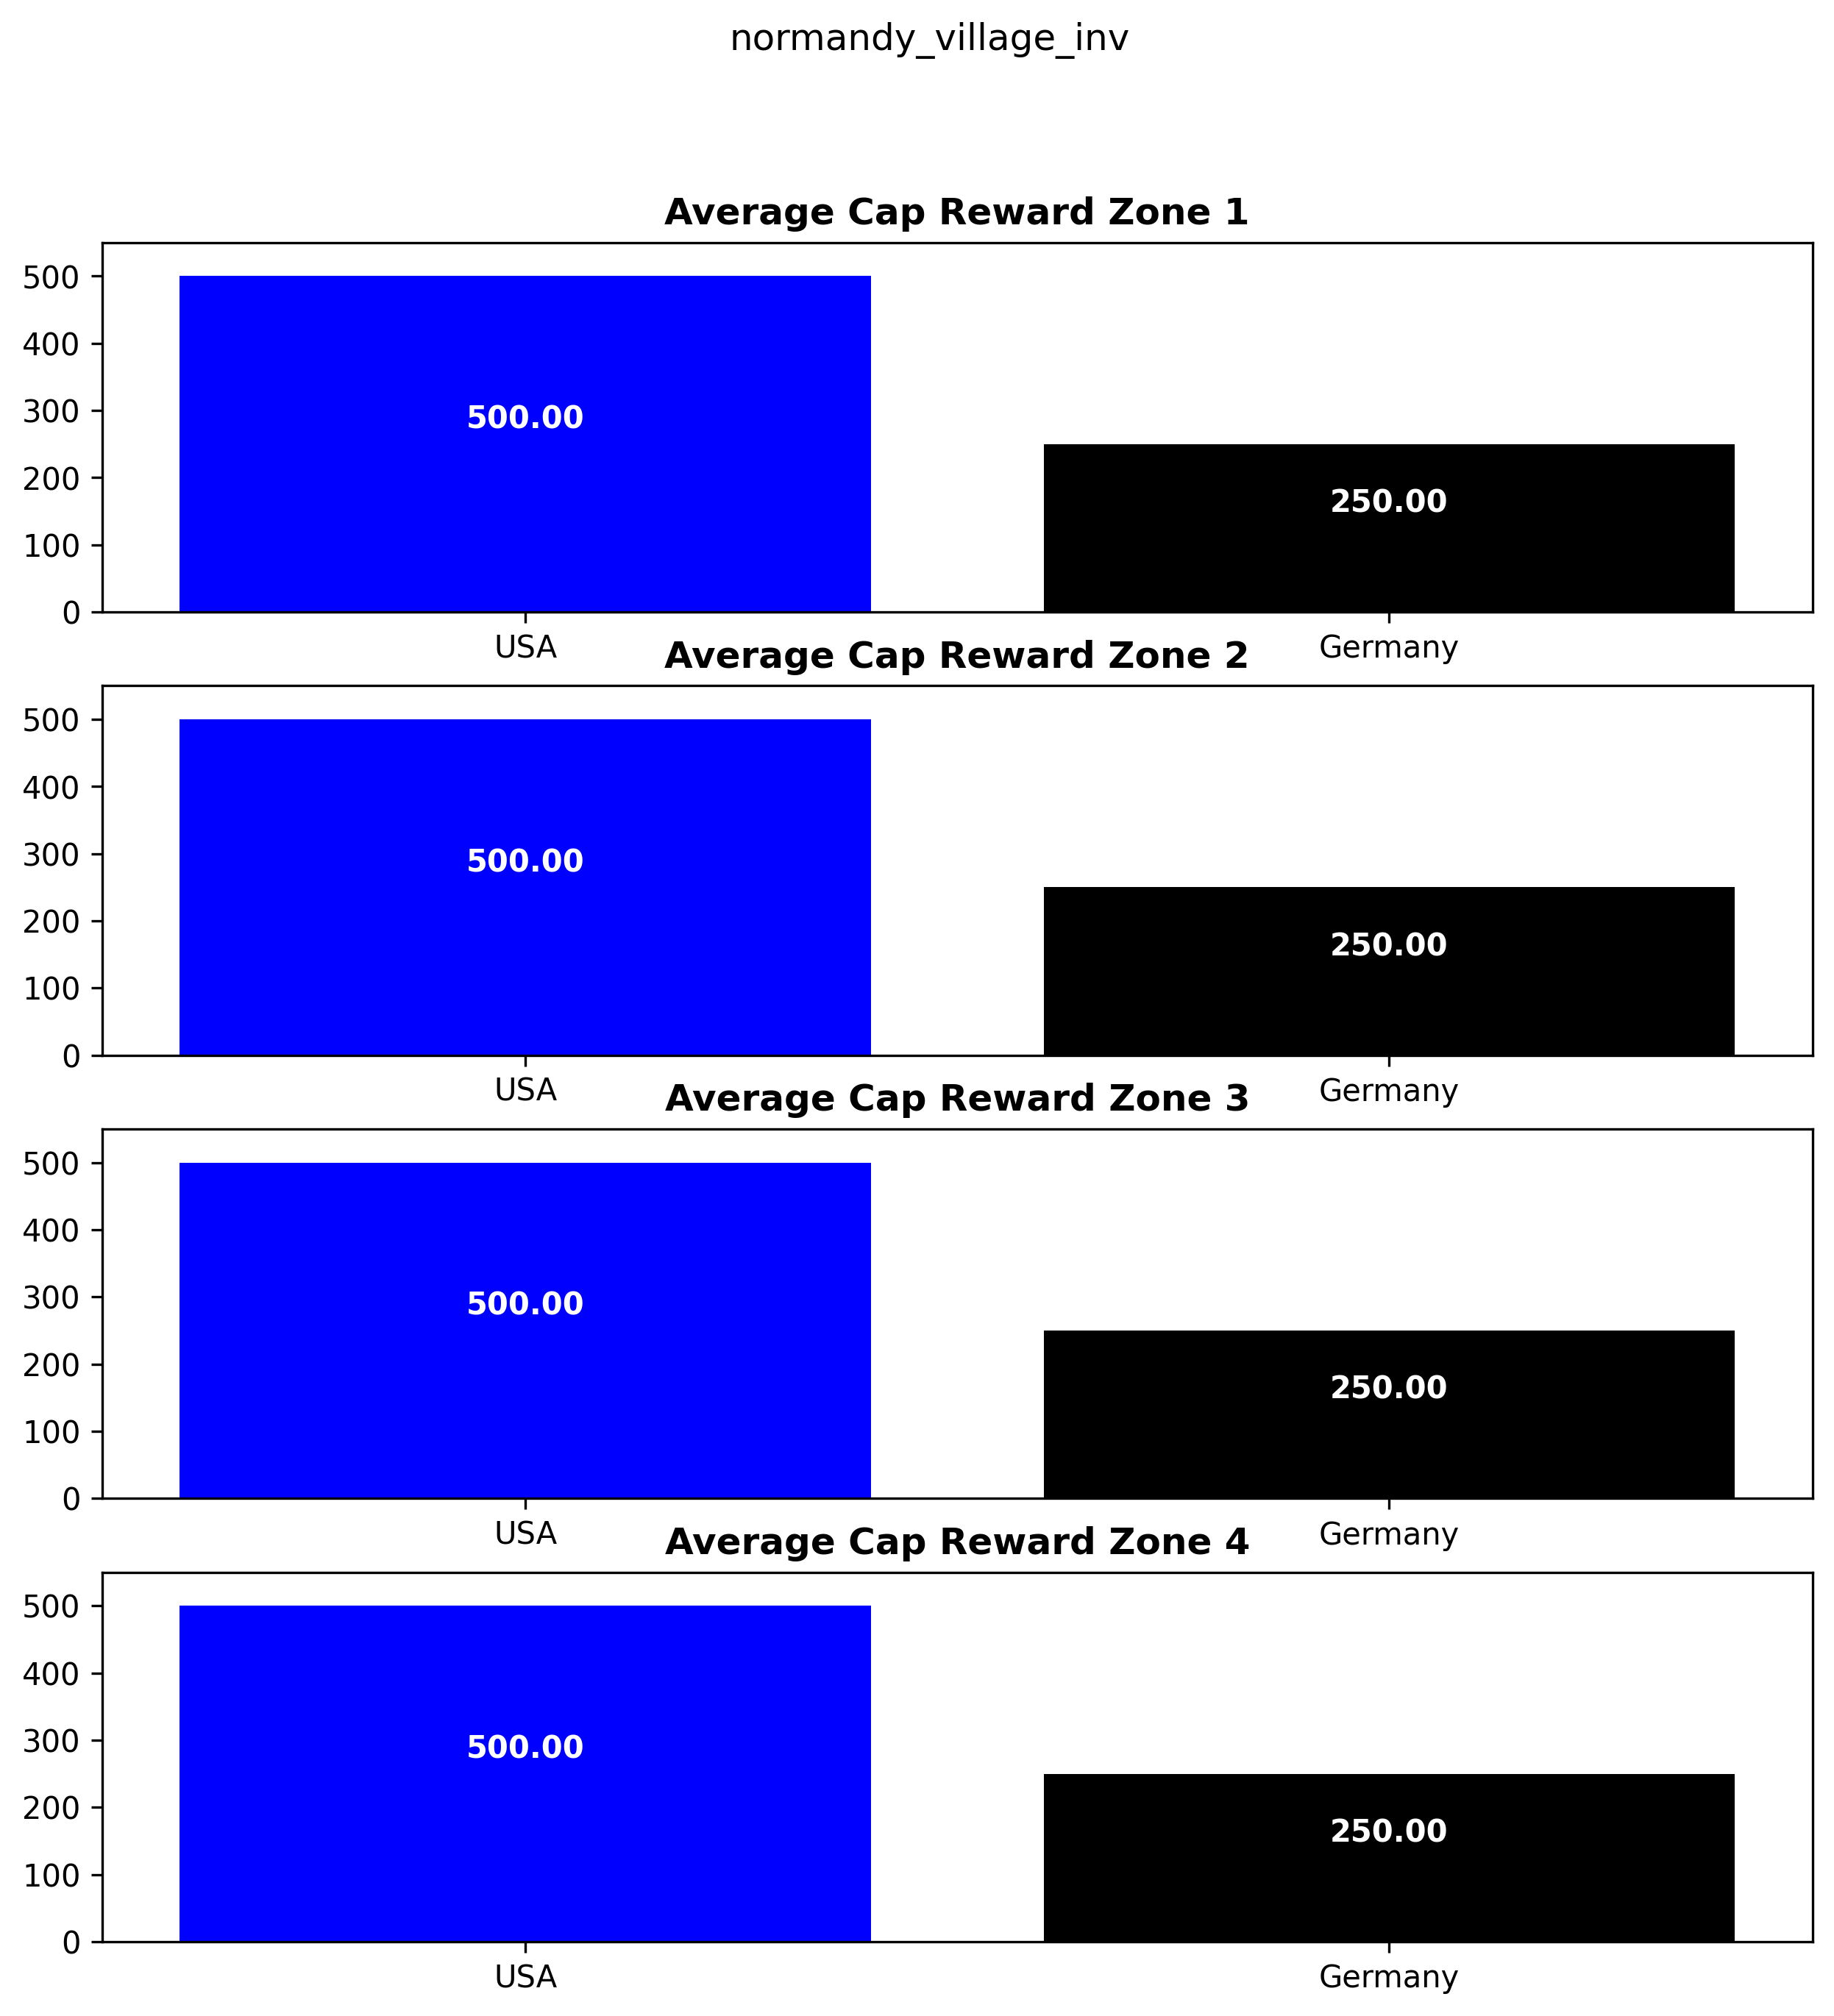 normandy_village_inv
Average Cap Reward Zone 1
500
400
300
200
100
0
500.00
250.00
USA
Germany
Average Cap Reward Zone 2
500
400
300
200
100
0
500.00
250.00
USA
Germany
Average Cap Reward Zone 3
500
400
300
200
100
0
500.00
250.00
USA
Germany
Average Cap Reward Zone 4
500
400
300
200
100
0
500.00
250.00
USA
Germany